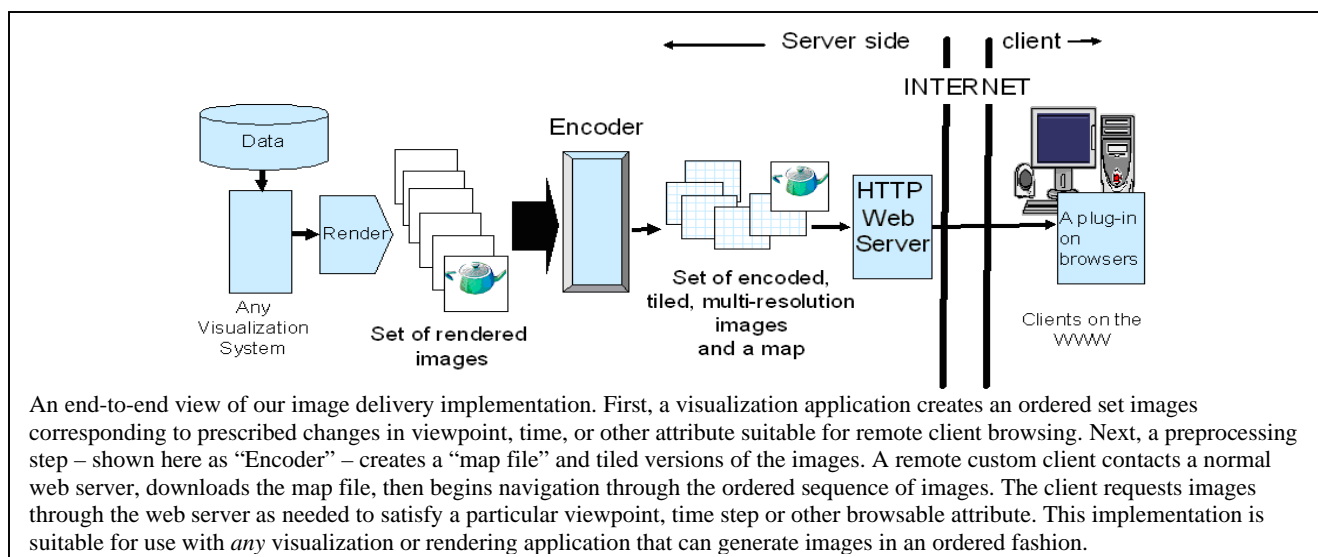 Server side
client
INTERNET
Data
Encoder
Render
HTTP
Web
Server
A plug-in
on
browsers
Any
Visualization
System
Set of rendered
images
Set of encoded,
tiled, multi-resolution
images
and a map
Clients on the
WWW
An end-to-end view of our image delivery implementation. First, a visualization application creates an ordered set images
corresponding to prescribed changes in viewpoint, time, or other attribute suitable for remote client browsing. Next, a preprocessing
step – shown here as “Encoder” – creates a “map file” and tiled versions of the images. A remote custom client contacts a normal
web server, downloads the map file, then begins navigation through the ordered sequence of images. The client requests images
through the web server as needed to satisfy a particular viewpoint, time step or other browsable attribute. This implementation is
suitable for use with any visualization or rendering application that can generate images in an ordered fashion.